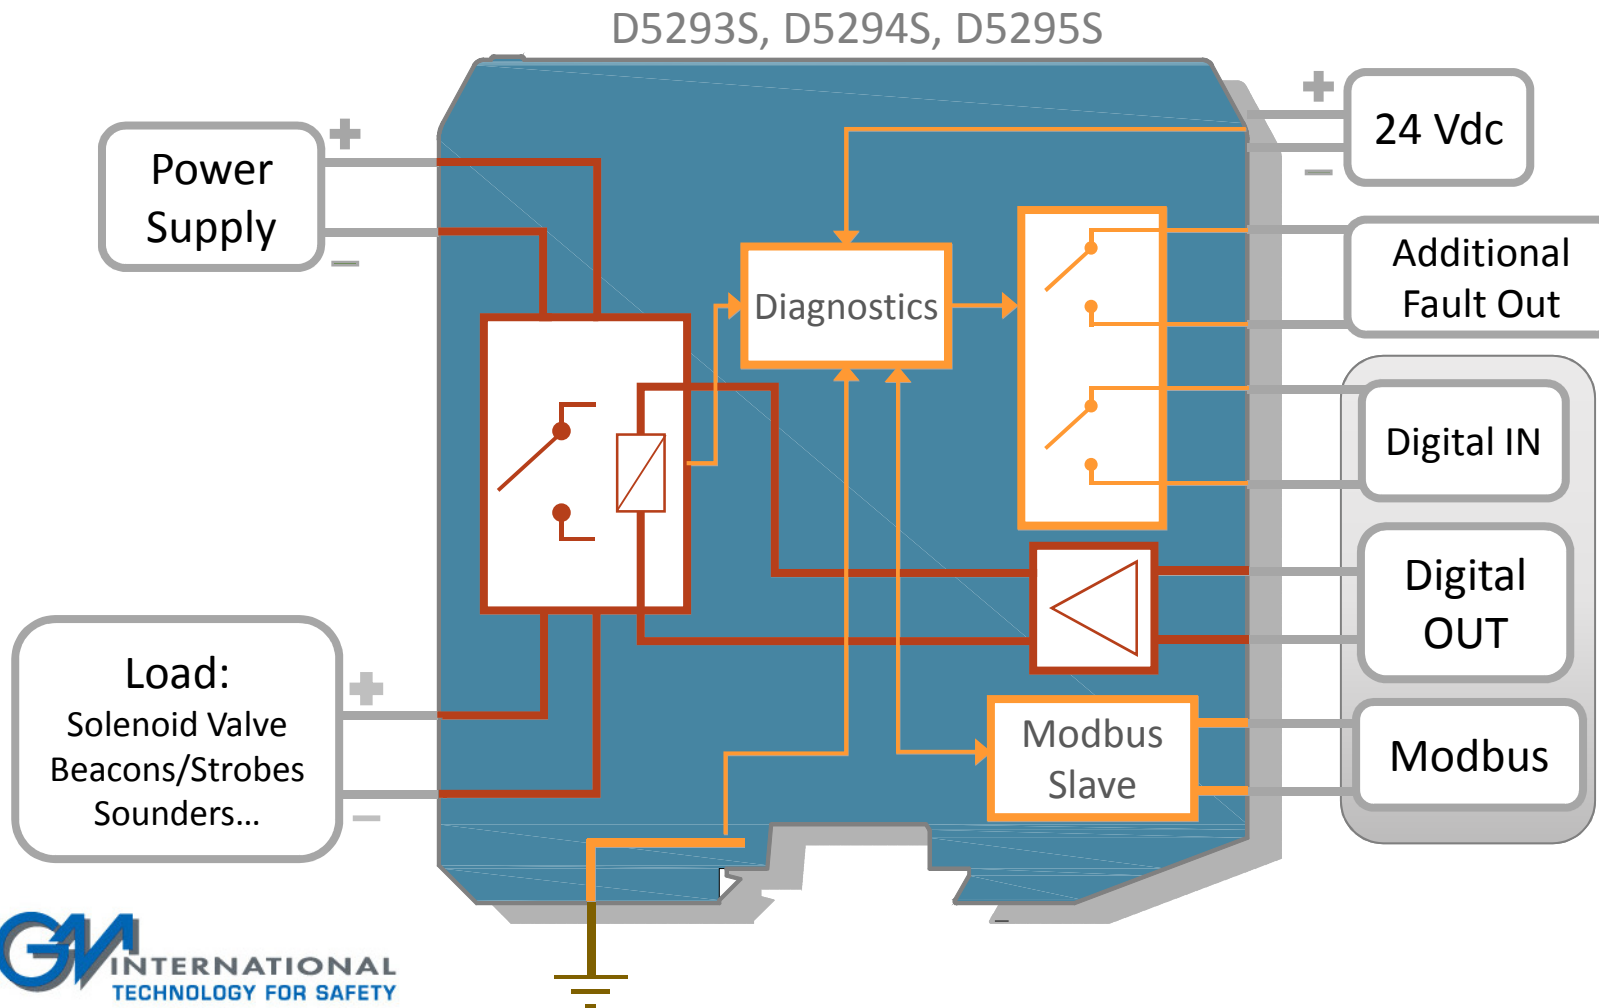 D5293S, D5294S, D5295S
+
24 Vdc
–
+
Power
Supply
–
Additional
Fault Out
Diagnostics
Digital IN
Digital
OUT
Load:
Solenoid Valve
Beacons/Strobes
Sounders...
+
–
Modbus
Slave
Modbus
GM
INTERNATIONAL
TECHNOLOGY FOR SAFETY